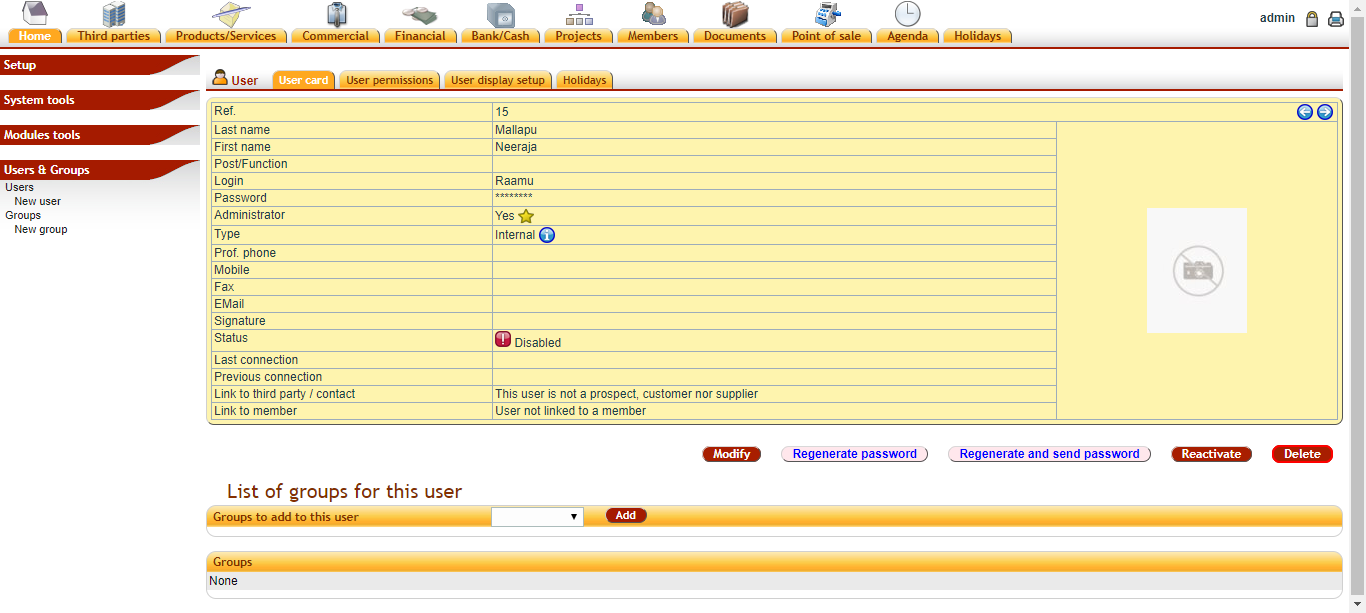 admin
Home Third parties Products/Services Commercial Financial Bank/Cash Projects Members Documents Point of sale Agenda Holidays
Setup
System tools
Modules tools
Users & Groups
Users
New user
Groups
New group
User User card User permissions User display setup Holidays
Ref. 15
Last name Mallapu
First name Neeraja
Post/Function
Login Raamu
Password ********
Administrator Yes
Type Internal
Prof. phone
Mobile
Fax
EMail
Signature
Status Disabled
Last connection
Previous connection
Link to third party / contact This user is not a prospect, customer nor supplier
Link to member User not linked to a member
Modify Regenerate password Regenerate and send password Reactivate Delete
List of groups for this user
Groups to add to this user Add
Groups
None